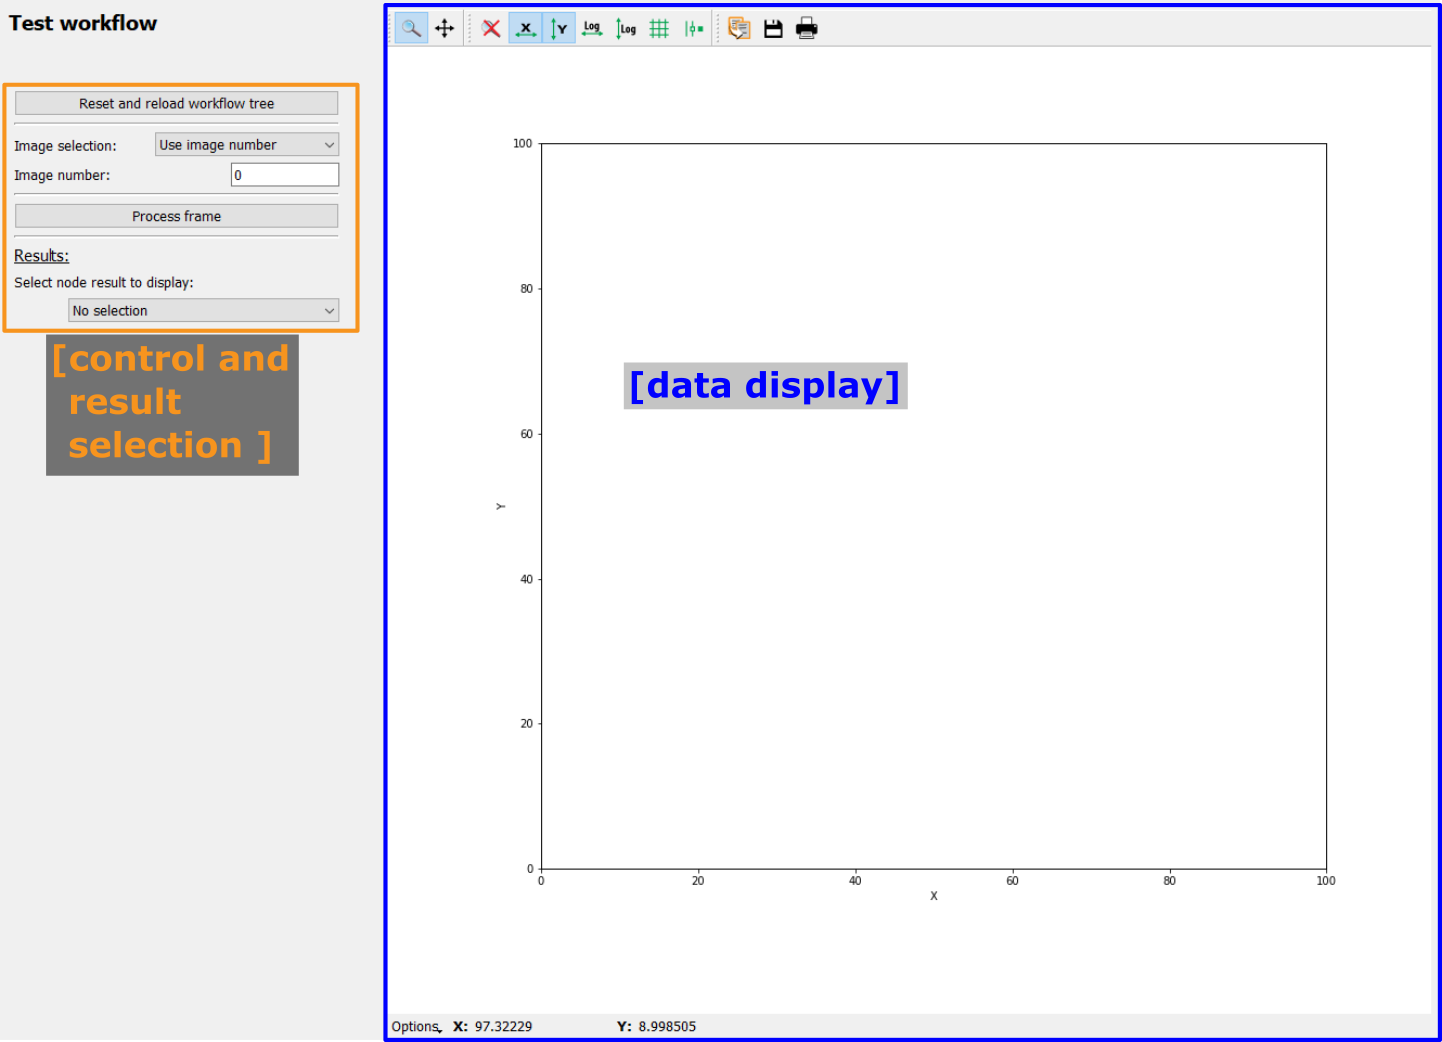 Test workflow
Reset and reload workflow tree
Image selection:
Use image number
Image number:
0
Process frame
Results:
Select node result to display:
No selection
[control and
result
selection ]
X
Y
Log
Log
100
80
60
40
20
0
Y
[data display]
0
20
40
60
80
100
X
Options X: 97.32229 Y: 8.998505